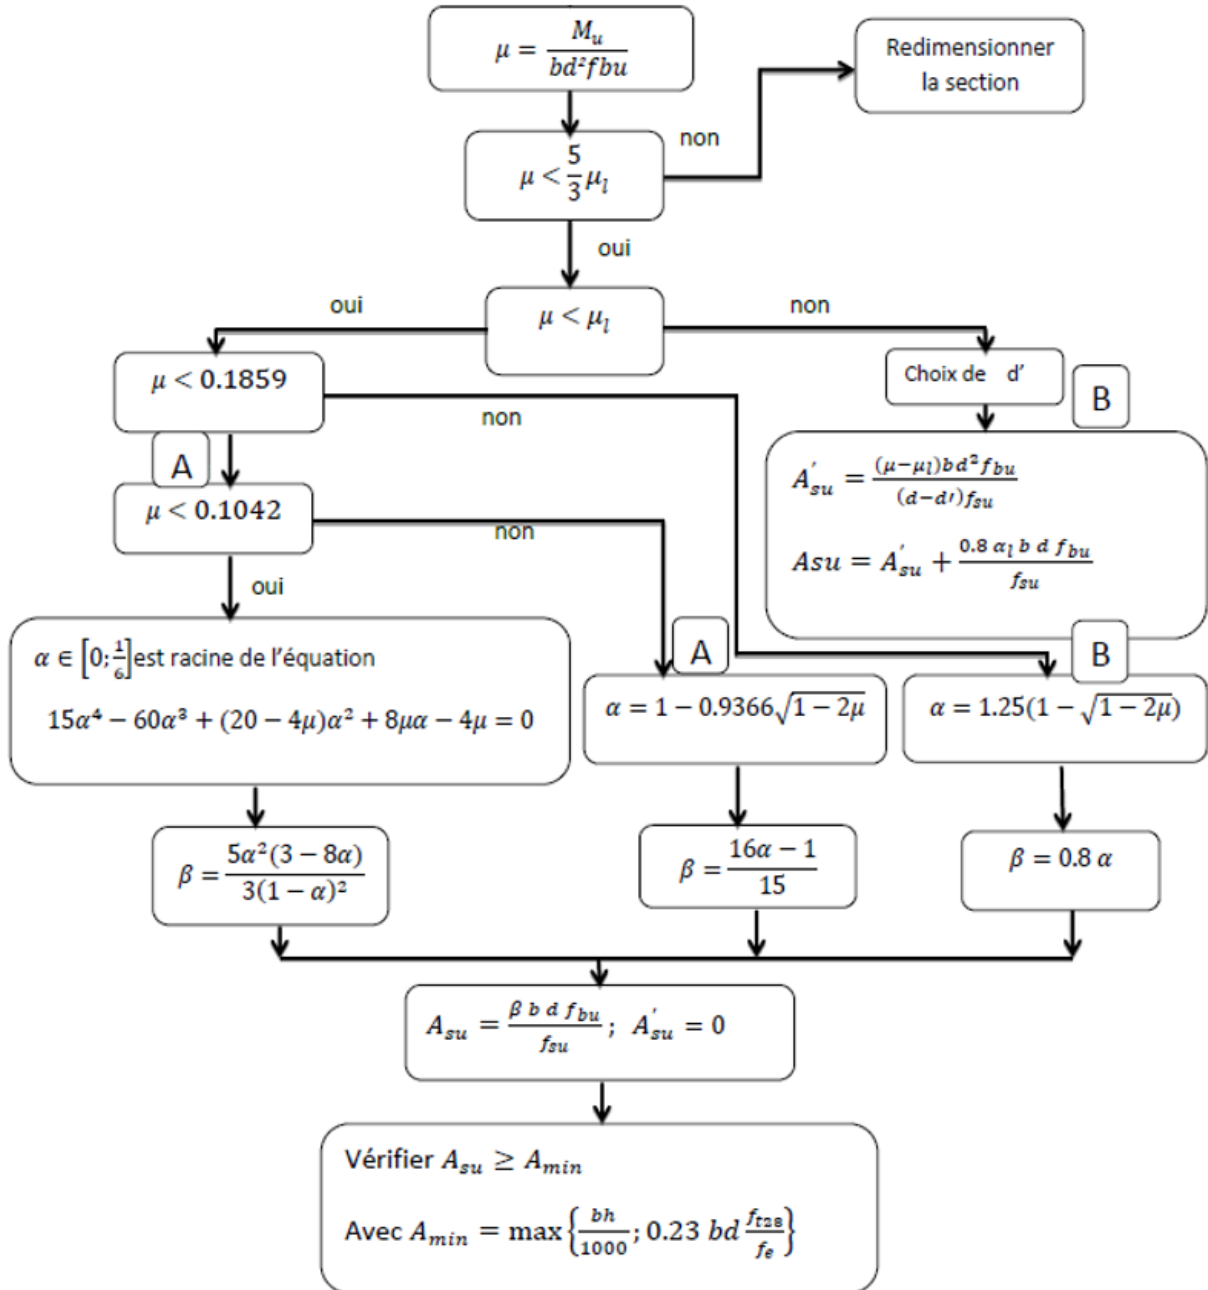 μ = M_u / bd²fbu
Redimensionner
la section
non
μ < 5/3 μ_l
oui
oui
μ < μ_l
non
μ < 0.1859
Choix de d'
B
non
A
A'_su = (μ−μ_l)bd²f_bu / (d−d′)f_su
μ < 0.1042
non
Asu = A'_su + 0.8 α_l b d f_bu / f_su
oui
α ∈ [0; 1/6]est racine de l'équation
15α⁴ − 60α³ + (20 − 4μ)α² + 8μα − 4μ = 0
A
B
α = 1 − 0.9366√(1 − 2μ)
α = 1.25(1 − √(1 − 2μ))
β = 5α²(3 − 8α) / 3(1 − α)²
β = 16α − 1 / 15
β = 0.8 α
A_su = β b d f_bu / f_su ; A'_su = 0
Vérifier A_su ≥ A_min
Avec A_min = max{bh/1000; 0.23 bd f_t28/f_e}